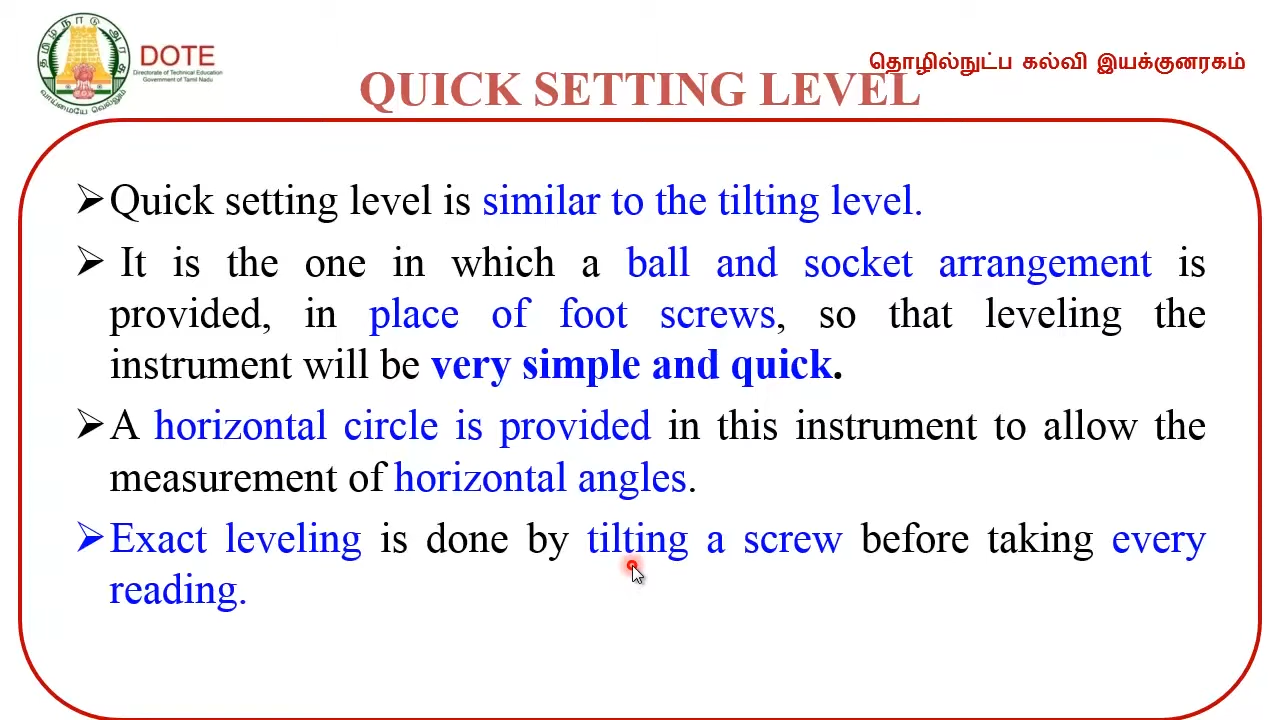 தமிழ்நாடு அரசு
வாய்மையே வெல்லும்
DOTE
Directorate of Technical Education
Government of Tamil Nadu
தொழில்நுட்ப கல்வி இயக்குனரகம்
QUICK SETTING LEVEL
➢Quick setting level is similar to the tilting level.
➢ It is the one in which a ball and socket arrangement is
provided, in place of foot screws, so that leveling the
instrument will be very simple and quick.
➢A horizontal circle is provided in this instrument to allow the
measurement of horizontal angles.
➢Exact leveling is done by tilting a screw before taking every
reading.